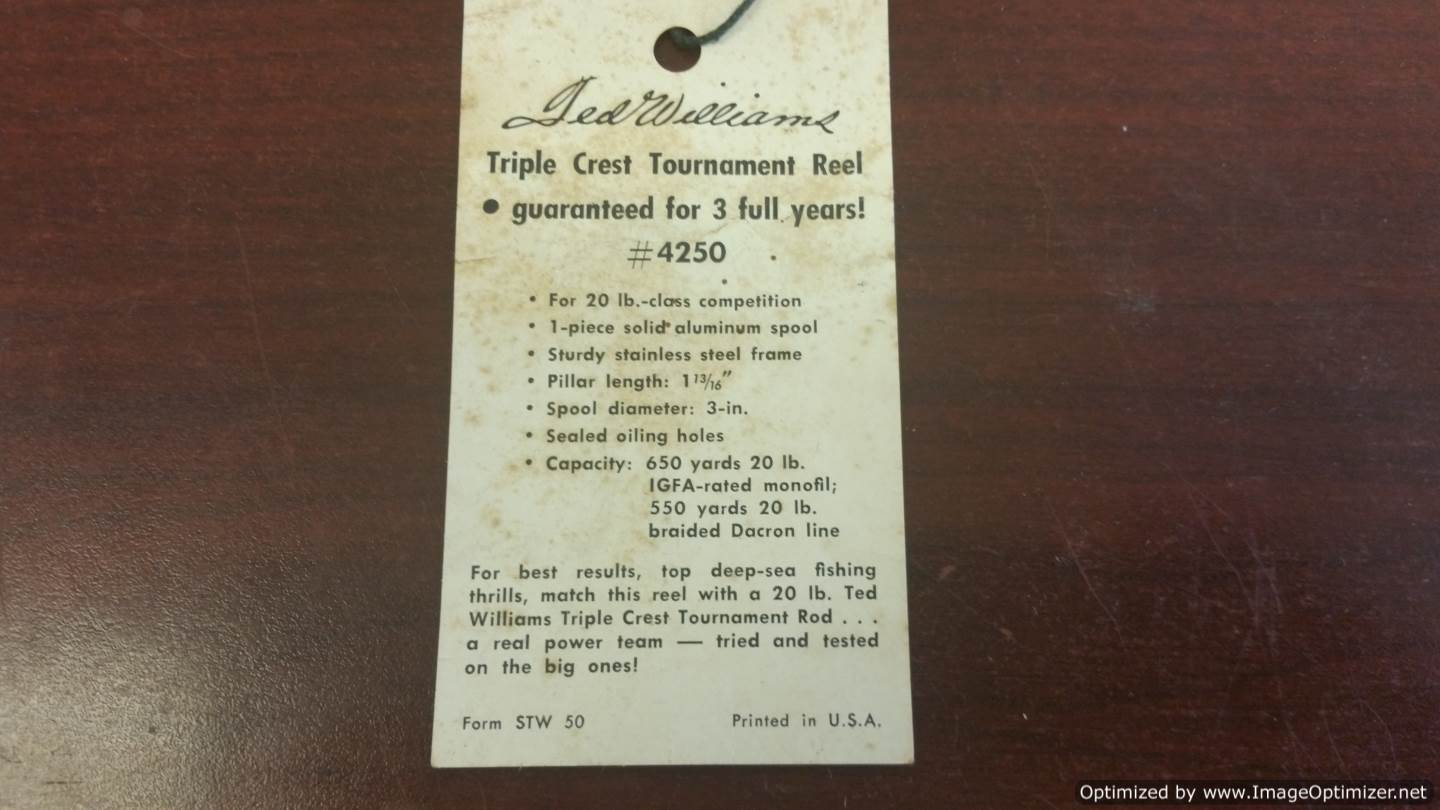 Ted Williams
Triple Crest Tournament Reel
• guaranteed for 3 full years!
#4250
• For 20 lb.-class competition
• 1-piece solid aluminum spool
• Sturdy stainless steel frame
• Pillar length: 1 13/16"
• Spool diameter: 3-in.
• Sealed oiling holes
• Capacity: 650 yards 20 lb.
IGFA-rated monofil;
550 yards 20 lb.
braided Dacron line
For best results, top deep-sea fishing
thrills, match this reel with a 20 lb. Ted
Williams Triple Crest Tournament Rod . . .
a real power team — tried and tested
on the big ones!
Form STW 50 Printed in U.S.A.
Optimized by www.ImageOptimizer.net